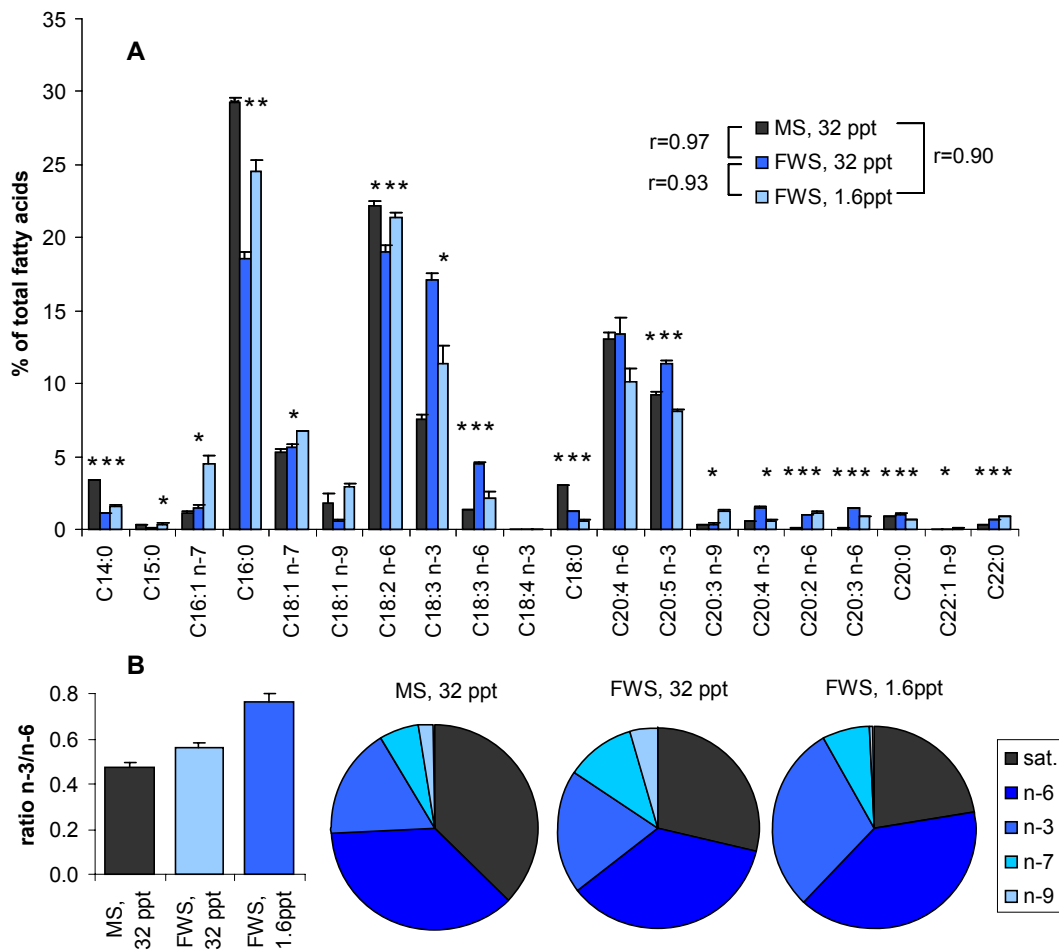 A
35
30
25
20
15
10
5
0
% of total fatty acids
MS, 32 ppt
FWS, 32 ppt
FWS, 1.6ppt
r=0.97
r=0.93
r=0.90
* * *
*
*
* *
*
* * *
*
* * *
* * *
* * *
*
*
* * *
* * *
* * *
*
* * *
C14:0
C15:0
C16:1 n-7
C16:0
C18:1 n-7
C18:1 n-9
C18:2 n-6
C18:3 n-3
C18:3 n-6
C18:4 n-3
C18:0
C20:4 n-6
C20:5 n-3
C20:3 n-9
C20:4 n-3
C20:2 n-6
C20:3 n-6
C20:0
C22:1 n-9
C22:0
B
0.8
0.6
0.4
0.2
0.0
ratio n-3/n-6
MS,
32 ppt
FWS,
32 ppt
FWS,
1.6ppt
MS, 32 ppt
FWS, 32 ppt
FWS, 1.6ppt
sat.
n-6
n-3
n-7
n-9